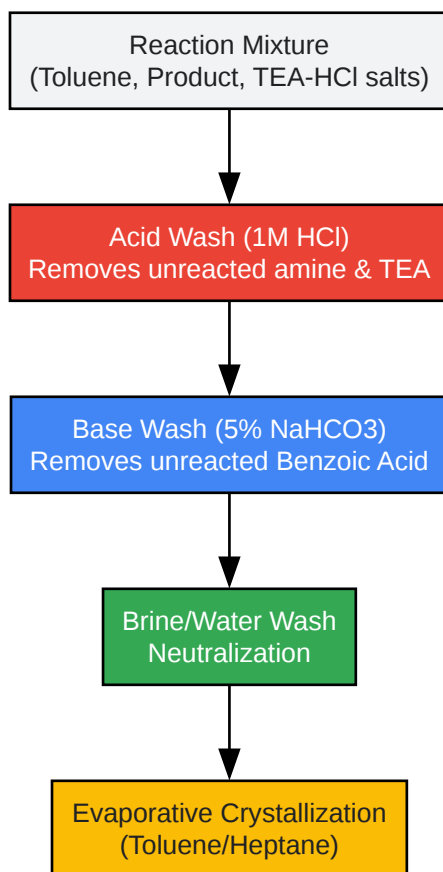 Reaction Mixture
(Toluene, Product, TEA-HCl salts)
Acid Wash (1M HCl)
Removes unreacted amine & TEA
Base Wash (5% NaHCO3)
Removes unreacted Benzoic Acid
Brine/Water Wash
Neutralization
Evaporative Crystallization
(Toluene/Heptane)